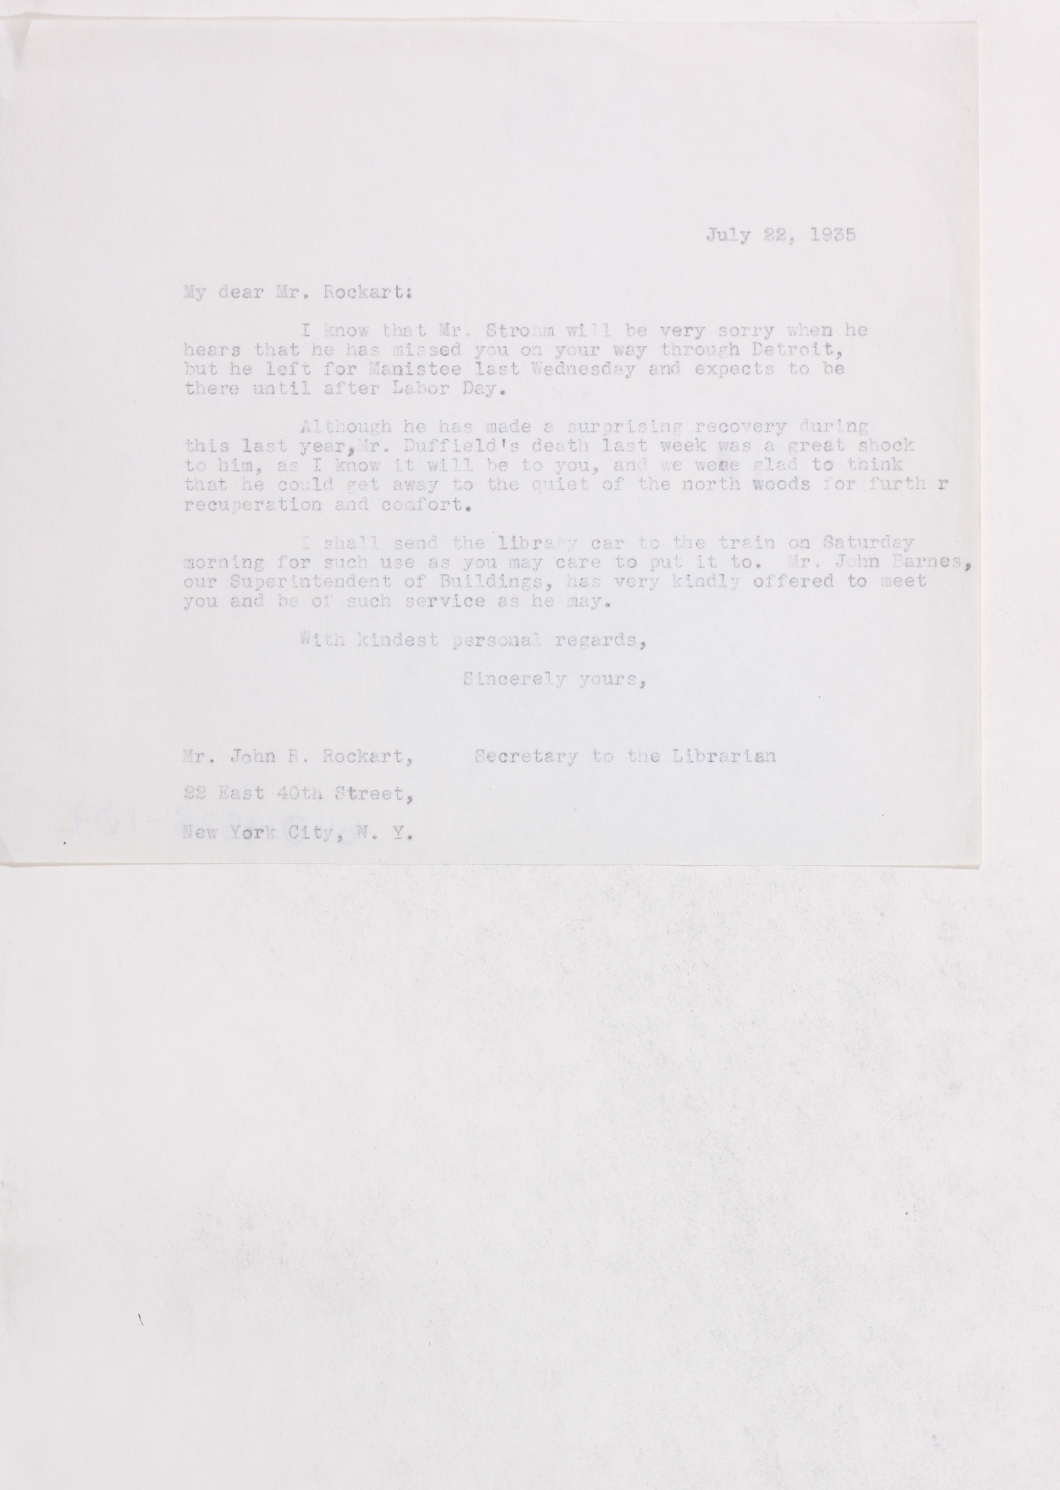 July 22, 1935
My dear Mr. Rockart:
I know that Mr. Strohm will be very sorry when he
hears that he has missed you on your way through Detroit,
but he left for Manistee last Wednesday and expects to be
there until after Labor Day.
Although he has made a surprising recovery during
this last year,Mr. Duffield's death last week was a great shock
to him, as I know it will be to you, and we were glad to think
that he could get away to the quiet of the north woods for furth r
recuperation and comfort.
I shall send the library car to the train on Saturday
morning for such use as you may care to put it to. Mr. John Barnes,
our Superintendent of Buildings, has very kindly offered to meet
you and be of such service as he may.
With kindest personal regards,
Sincerely yours,
Mr. John R. Rockart, Secretary to the Librarian
22 East 40th Street,
New York City, N. Y.